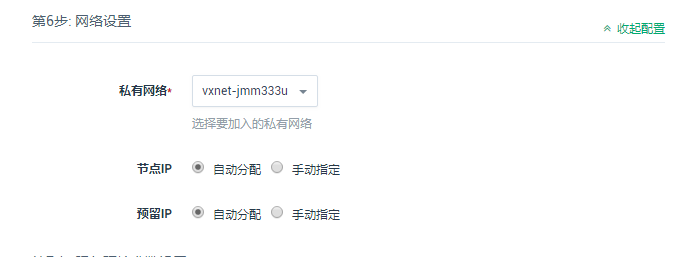 第6步: 网络设置
收起配置
私有网络*
vxnet-jmm333u
选择要加入的私有网络
节点IP 自动分配 手动指定
预留IP 自动分配 手动指定